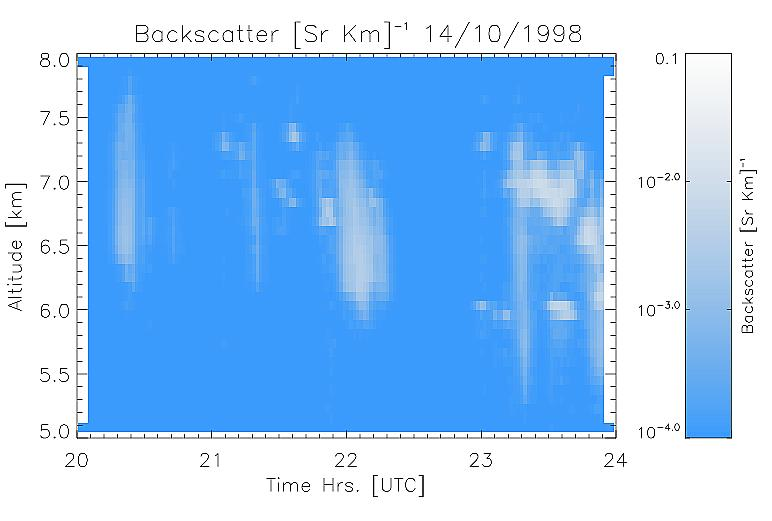 Backscatter [Sr Km]⁻¹ 14/10/1998
8.0
7.5
7.0
6.5
6.0
5.5
5.0
Altitude [km]
20 21 22 23 24
Time Hrs. [UTC]
0.1
10⁻²·⁰
10⁻³·⁰
10⁻⁴·⁰
Backscatter [Sr Km]⁻¹